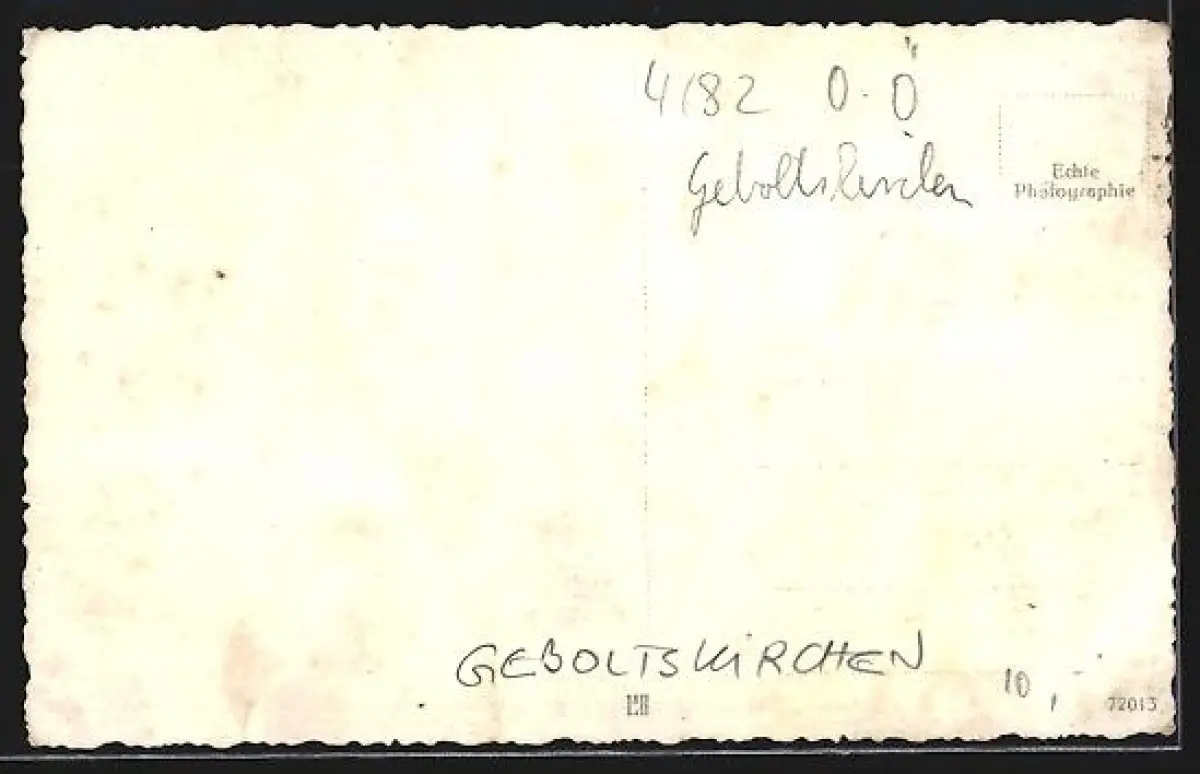 4182 O.Ö
Geboltskirchen
Echte
Photographie
GEBOLTSKIRCHEN
10,-
72013